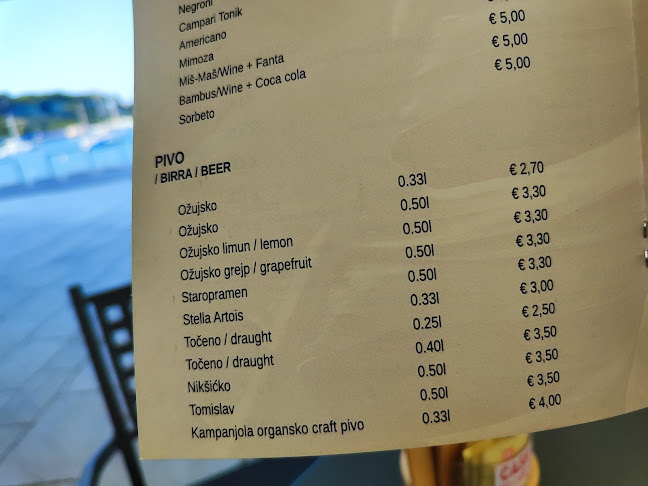 Negroni
Campari Tonik
Americano
Mimoza
Miš-Maš/Wine + Fanta € 5,00
Bambus/Wine + Coca cola € 5,00
Sorbeto € 5,00
PIVO
/ BIRRA / BEER
Ožujsko 0.33l € 2,70
Ožujsko 0.50l € 3,30
Ožujsko limun / lemon 0.50l € 3,30
Ožujsko grejp / grapefruit 0.50l € 3,30
Staropramen 0.50l € 3,30
Stella Artois 0.33l € 3,00
Točeno / draught 0.25l € 2,50
Točeno / draught 0.40l € 3,50
Nikšićko 0.50l € 3,50
Tomislav 0.50l € 3,50
Kampanjola organsko craft pivo 0.33l € 4,00